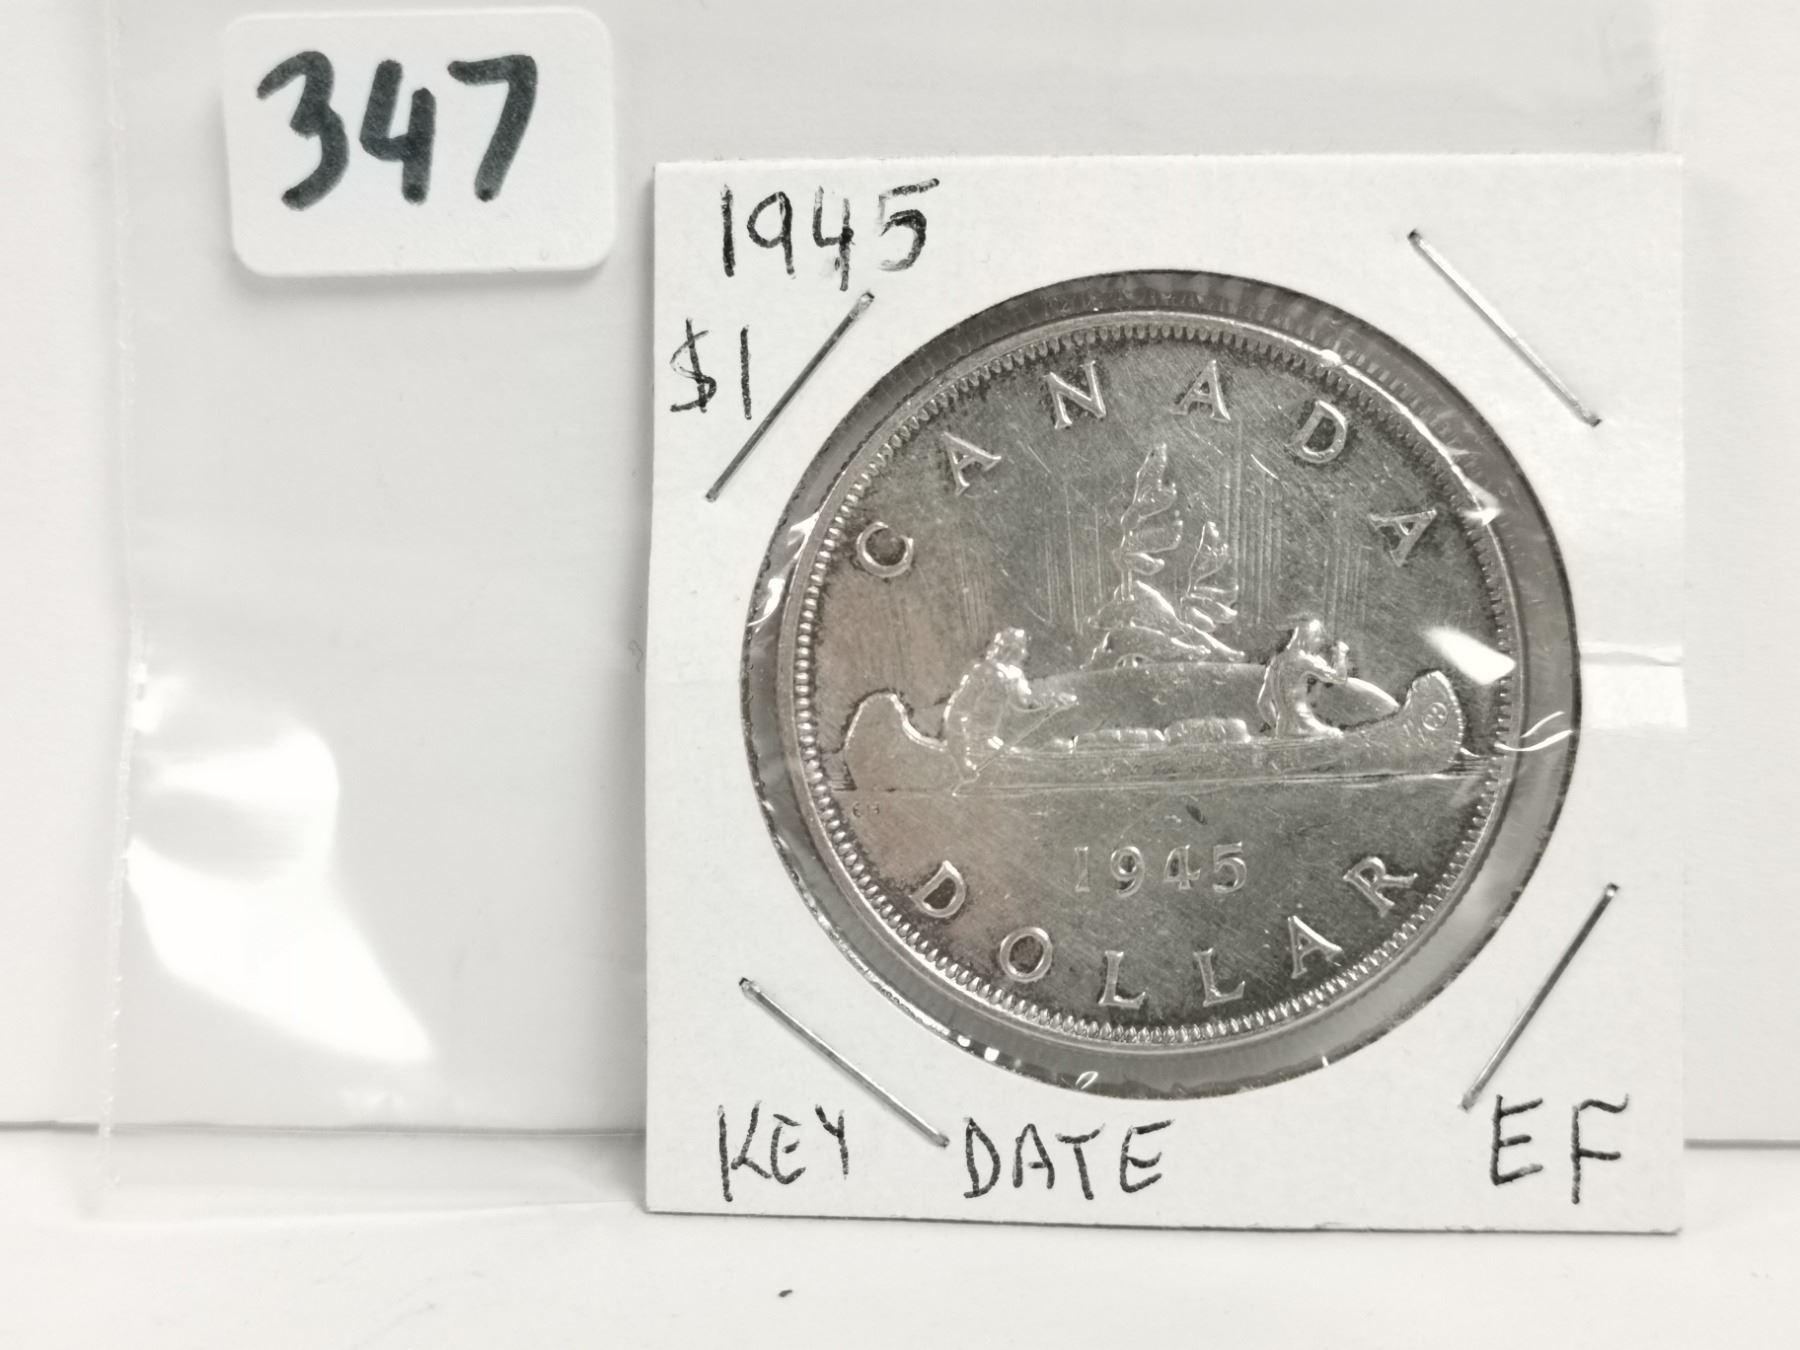 347
1945
$1
CANADA
1945
DOLLAR
KEY DATE EF